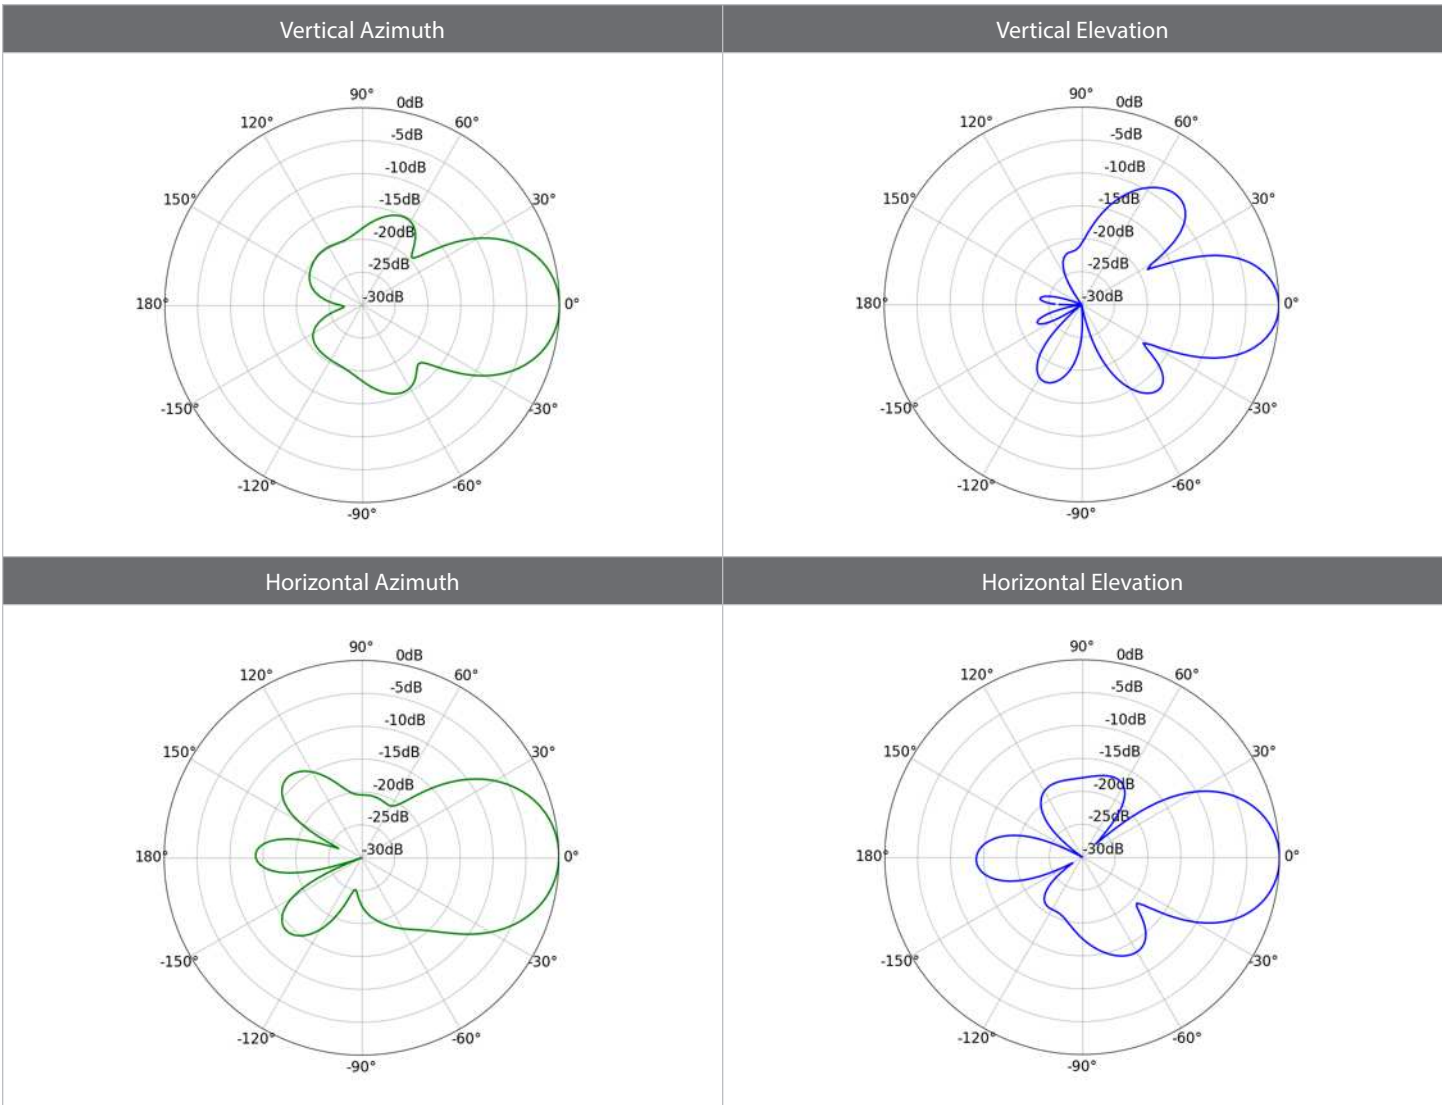 Vertical Azimuth
Vertical Elevation
90°
0dB
120°
60°
-5dB
-10dB
150°
-15dB
30°
-20dB
-25dB
-30dB
180°
0°
-150°
-30°
-120°
-60°
-90°
90°
0dB
120°
60°
-5dB
-10dB
150°
-15dB
30°
-20dB
-25dB
-30dB
180°
0°
-150°
-30°
-120°
-60°
-90°
Horizontal Azimuth
Horizontal Elevation
90°
0dB
120°
60°
-5dB
-10dB
150°
-15dB
30°
-20dB
-25dB
-30dB
180°
0°
-150°
-30°
-120°
-60°
-90°
90°
0dB
120°
60°
-5dB
-10dB
150°
-15dB
30°
-20dB
-25dB
-30dB
180°
0°
-150°
-30°
-120°
-60°
-90°